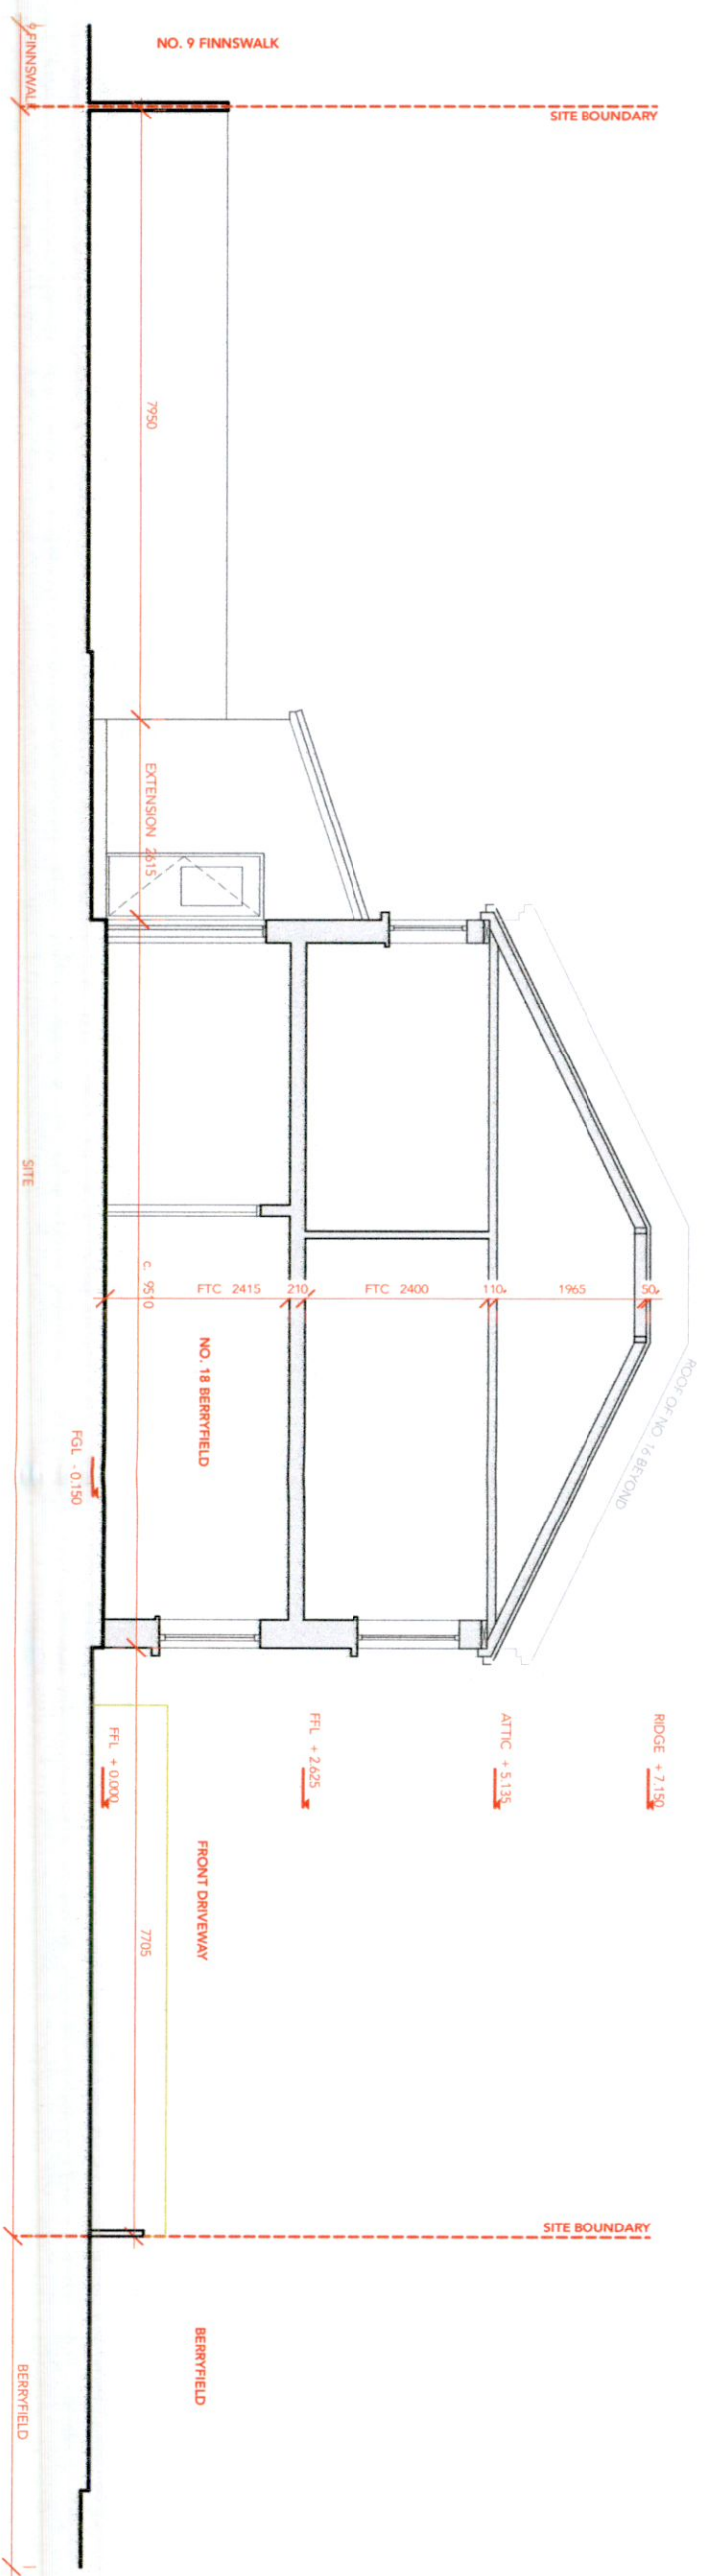 NO. 9 FINNSWALK
9 FINNSWALK
SITE BOUNDARY
7950
EXTENSION 2615
SITE
c. 9510
FTC 2415
210
FTC 2400
110
1965
50
NO. 18 BERRYFIELD
ROOF OF NO 16 BEYOND
FGL - 0.150
FFL + 0.000
FFL + 2.625
ATTIC + 5.135
RIDGE + 7.150
FRONT DRIVEWAY
7705
SITE BOUNDARY
BERRYFIELD
BERRYFIELD